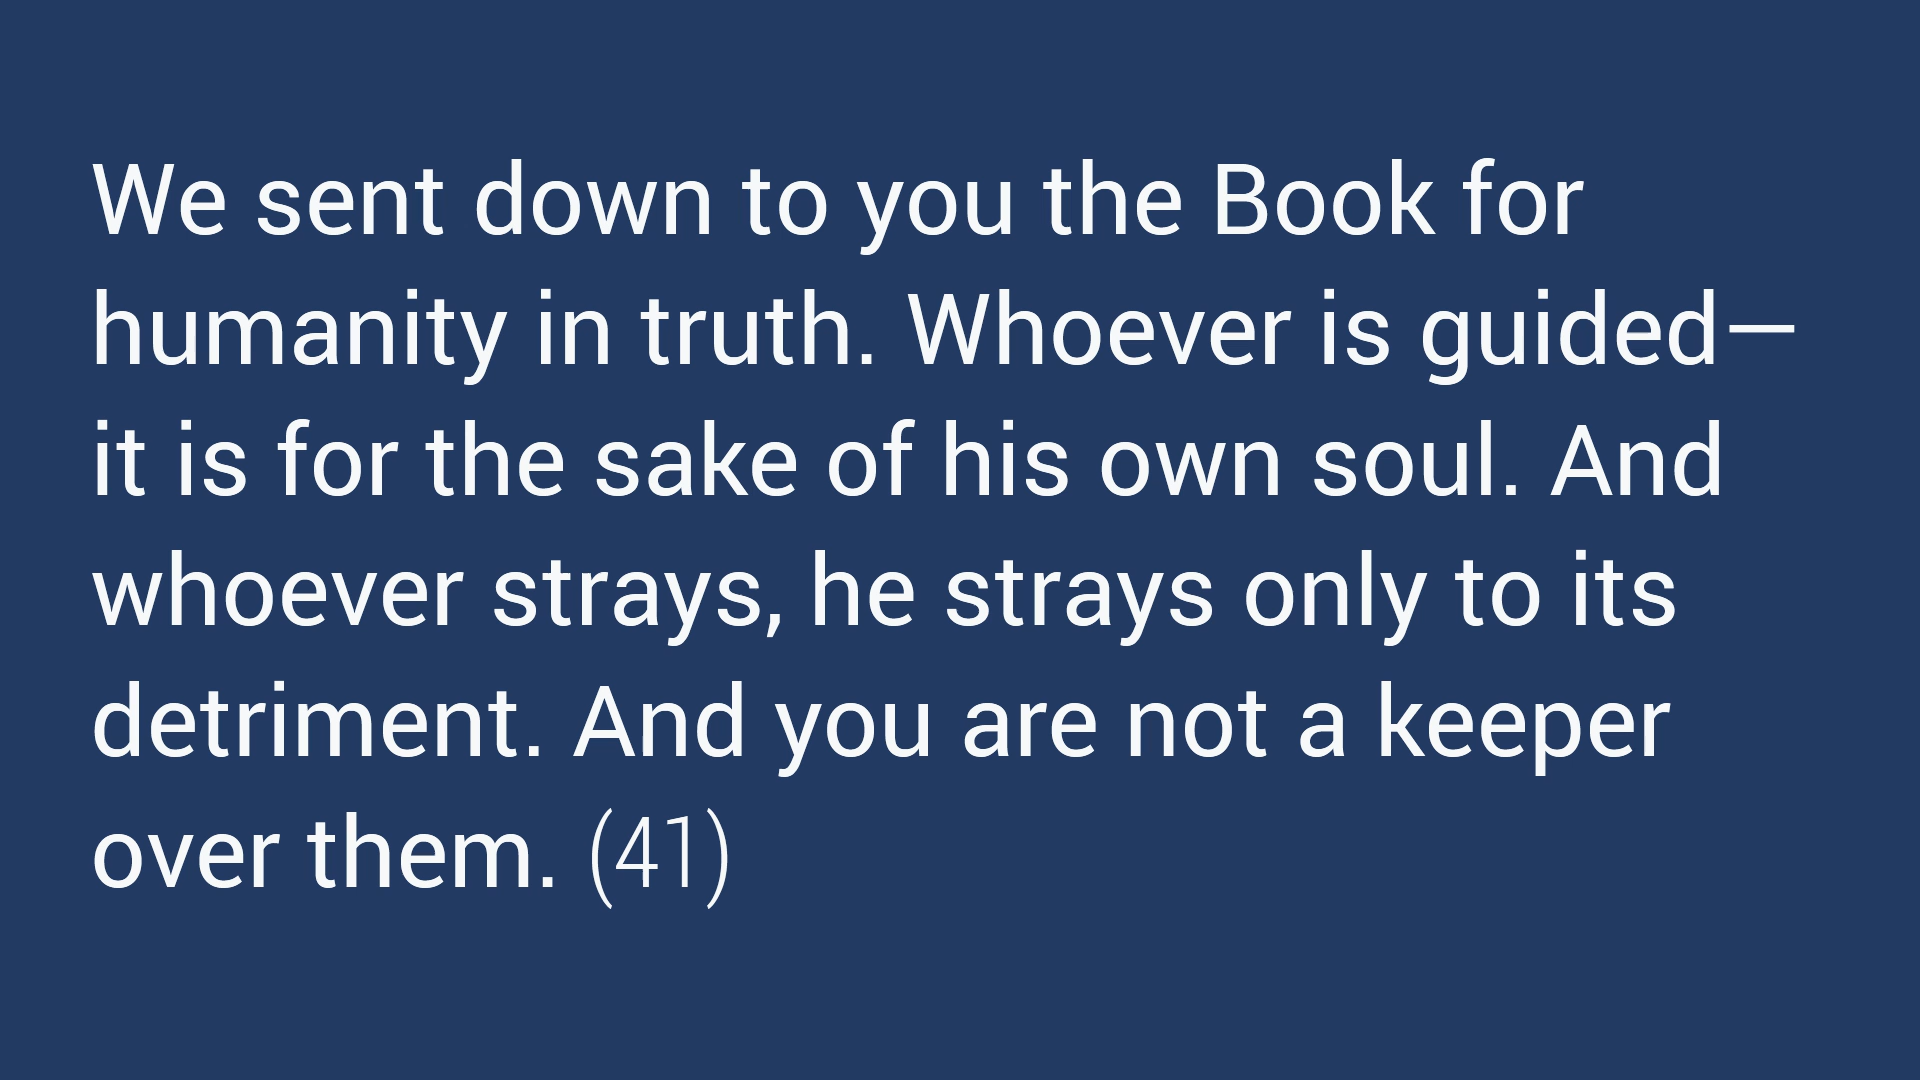 We sent down to you the Book for
humanity in truth. Whoever is guided—
it is for the sake of his own soul. And
whoever strays, he strays only to its
detriment. And you are not a keeper
over them. (41)